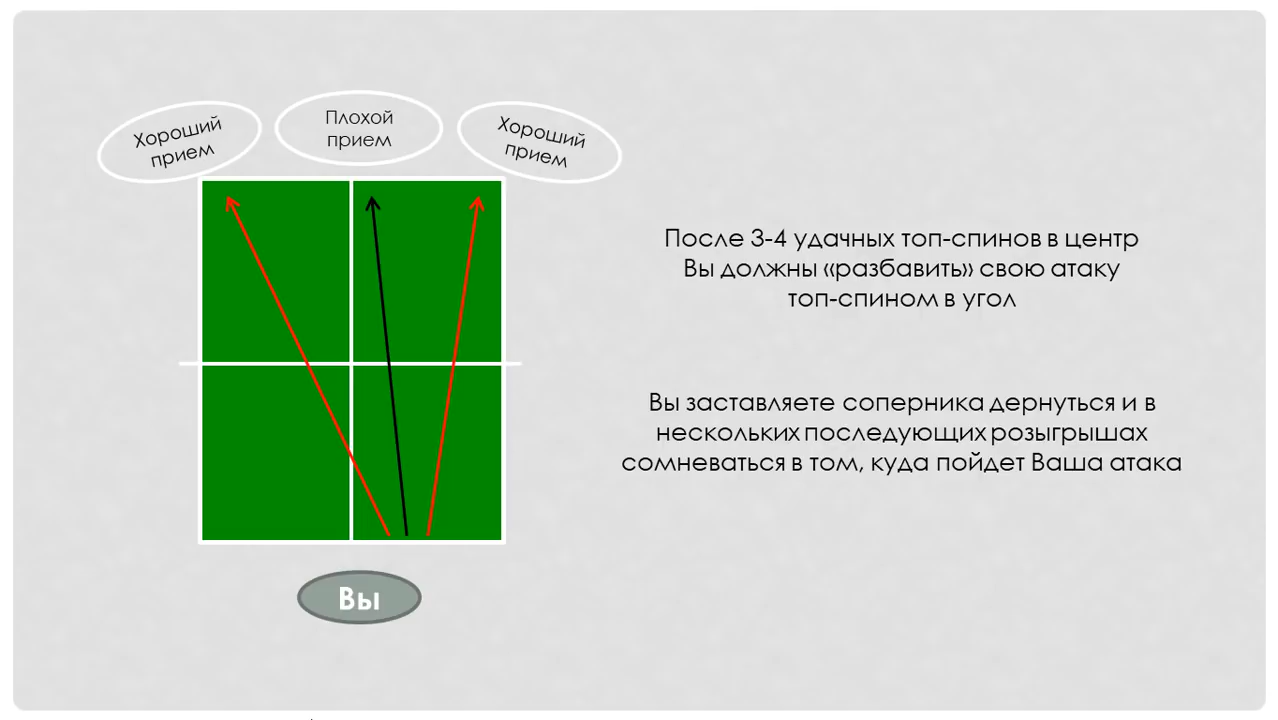 Хороший
прием
Плохой
прием
Хороший
прием
После 3-4 удачных топ-спинов в центр
Вы должны «разбавить» свою атаку
топ-спином в угол
Вы заставляете соперника дернуться и в
нескольких последующих розыгрышах
сомневаться в том, куда пойдет Ваша атака
Вы